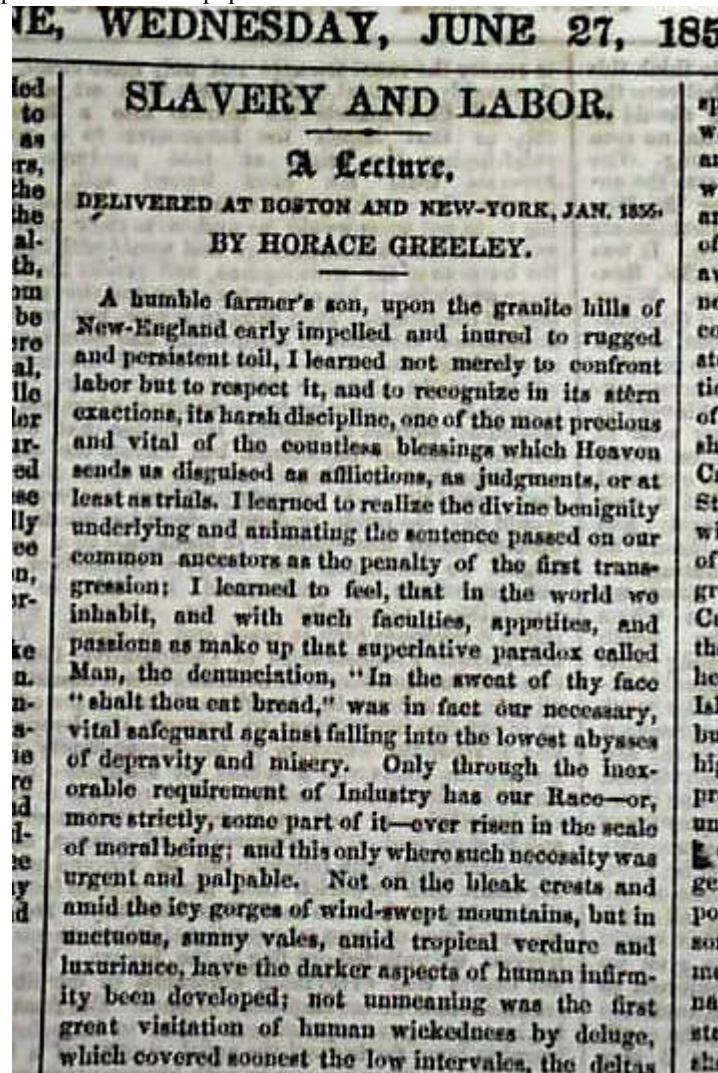 NE, WEDNESDAY, JUNE 27, 185
SLAVERY AND LABOR.
A Lecture,
DELIVERED AT BOSTON AND NEW-YORK, JAN. 1855,
BY HORACE GREELEY.
A humble farmer's son, upon the granite hills of
New-England early impelled and inured to rugged
and persistent toil, I learned not merely to confront
labor but to respect it, and to recognize in its stern
exactions, its harsh discipline, one of the most precious
and vital of the countless blessings which Heaven
sends us disguised as afflictions, as judgments, or at
least as trials. I learned to realize the divine benignity
underlying and animating the sentence passed on our
common ancestors as the penalty of the first trans-
gression; I learned to feel, that in the world we
inhabit, and with such faculties, appetites, and
passions as make up that superlative paradox called
Man, the denunciation, "In the sweat of thy face
"shalt thou eat bread," was in fact our necessary,
vital safeguard against falling into the lowest abysses
of depravity and misery. Only through the inex-
orable requirement of Industry has our Race—or,
more strictly, some part of it—ever risen in the scale
of moral being; and this only where such necessity was
urgent and palpable. Not on the bleak crests and
amid the icy gorges of wind-swept mountains, but in
unctuous, sunny vales, amid tropical verdure and
luxuriance, have the darker aspects of human infirm-
ity been developed; not unmeaning was the first
great visitation of human wickedness by deluge,
which covered soonest the low intervales, the deltas